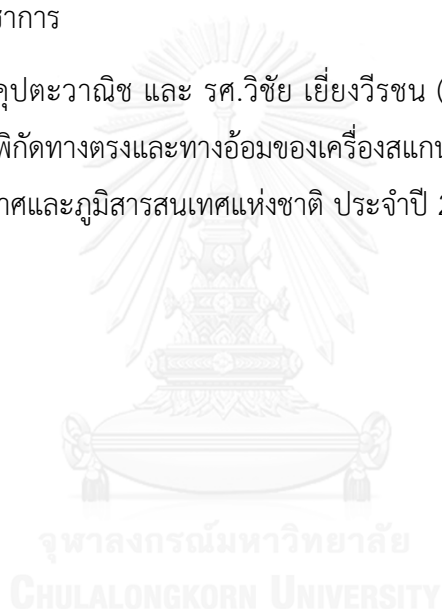 ชาการ
คุปตะวาณิช และ รศ.วิชัย เยี่ยงวีรชน (
พิกัดทางตรงและทางอ้อมของเครื่องสแกน
าศและภูมิสารสนเทศแห่งชาติ ประจำปี 2
จุฬาลงกรณ์มหาวิทยาลัย
CHULALONGKORN UNIVERSITY